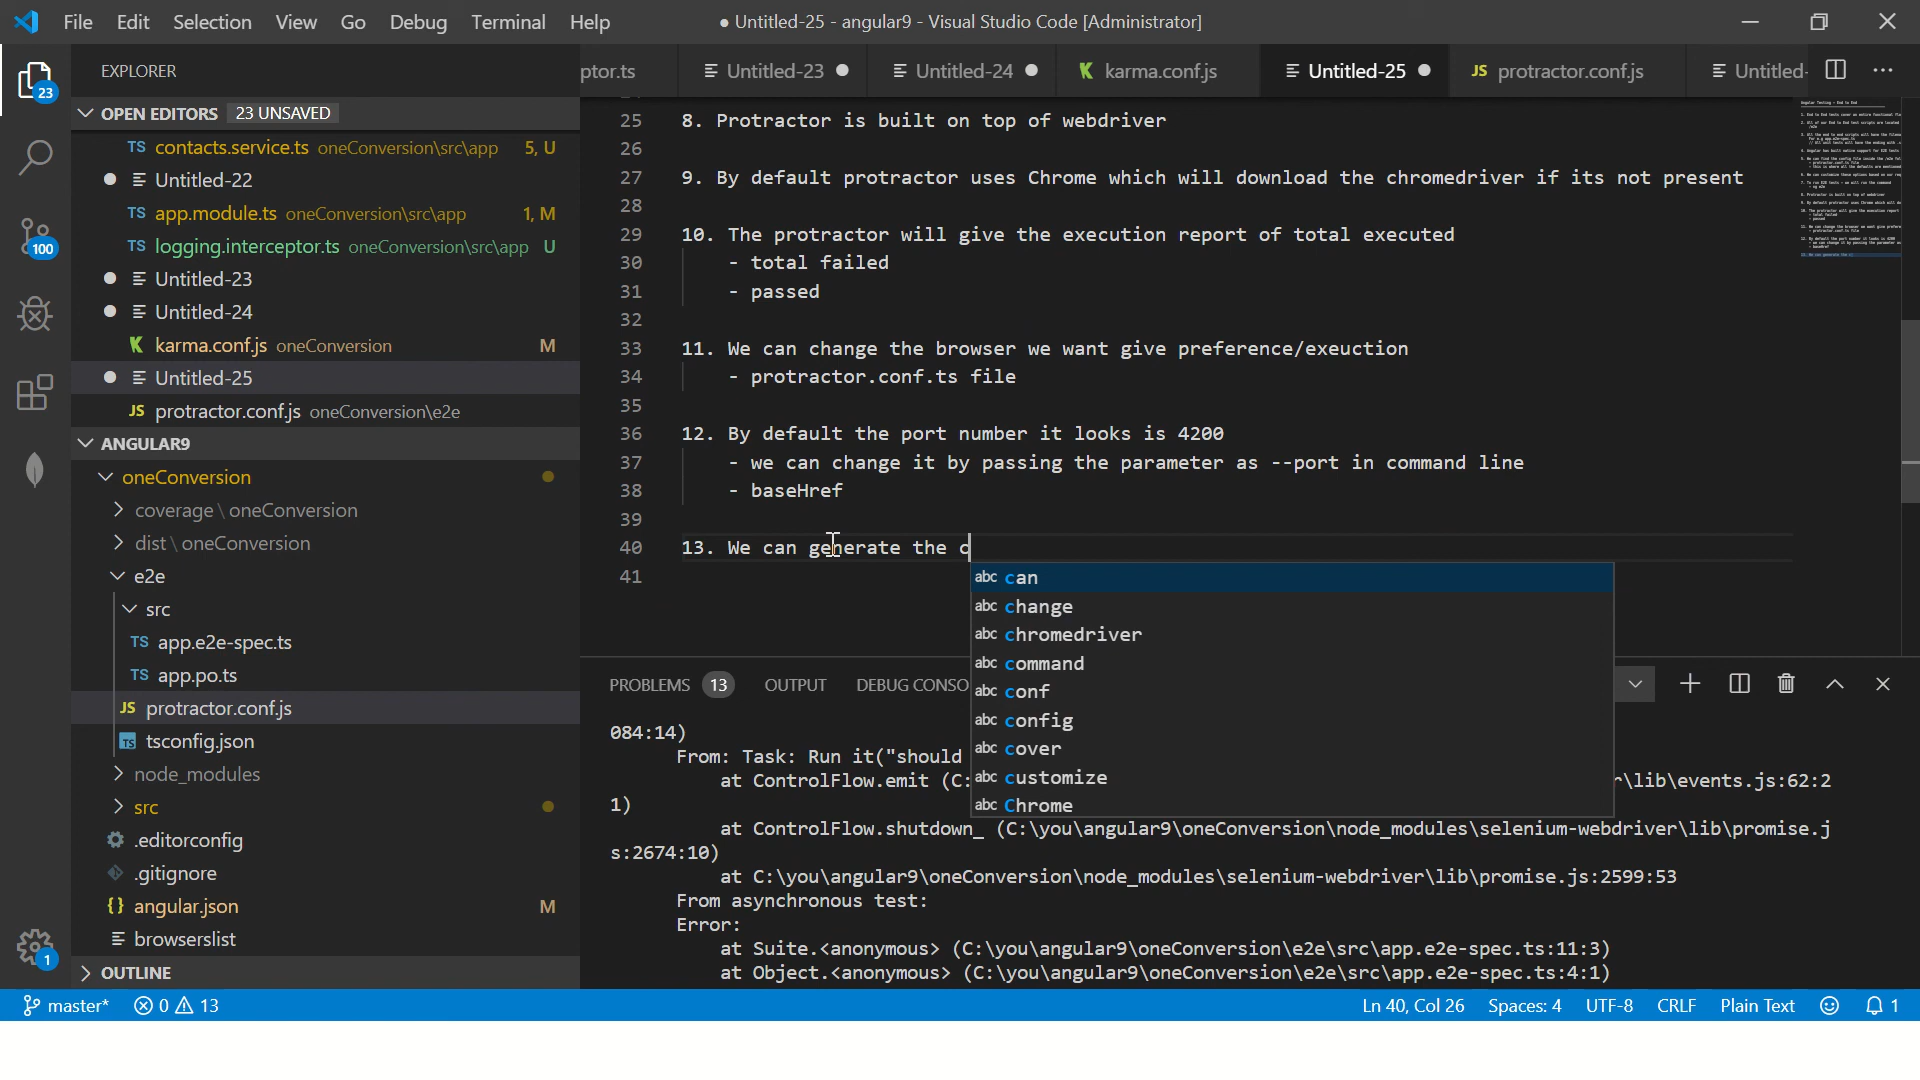 File Edit Selection View Go Debug Terminal Help
● Untitled-25 - angular9 - Visual Studio Code [Administrator]
EXPLORER
ptor.ts Untitled-23 Untitled-24 karma.conf.js Untitled-25 JS protractor.conf.js Untitled-
OPEN EDITORS 23 UNSAVED
TS contacts.service.ts oneConversion\src\app 5, U
Untitled-22
TS app.module.ts oneConversion\src\app 1, M
TS logging.interceptor.ts oneConversion\src\app U
Untitled-23
Untitled-24
karma.conf.js oneConversion M
Untitled-25
JS protractor.conf.js oneConversion\e2e
ANGULAR9
oneConversion
coverage \ oneConversion
dist \ oneConversion
e2e
src
TS app.e2e-spec.ts
TS app.po.ts
JS protractor.conf.js
TS tsconfig.json
node_modules
src
.editorconfig
.gitignore
{} angular.json M
browserslist
OUTLINE
23
100
1
25 8. Protractor is built on top of webdriver
26
27 9. By default protractor uses Chrome which will download the chromedriver if its not present
28
29 10. The protractor will give the execution report of total executed
30 - total failed
31 - passed
32
33 11. We can change the browser we want give preference/exeuction
34 - protractor.conf.ts file
35
36 12. By default the port number it looks is 4200
37 - we can change it by passing the parameter as --port in command line
38 - baseHref
39
40 13. We can generate the c
41
abc can
abc change
abc chromedriver
abc command
abc conf
abc config
abc cover
abc customize
abc Chrome
PROBLEMS 13 OUTPUT DEBUG CONSO
084:14)
From: Task: Run it("should
at ControlFlow.emit (C: r\lib\events.js:62:2
1)
at ControlFlow.shutdown_ (C:\you\angular9\oneConversion\node_modules\selenium-webdriver\lib\promise.j
s:2674:10)
at C:\you\angular9\oneConversion\node_modules\selenium-webdriver\lib\promise.js:2599:53
From asynchronous test:
Error:
at Suite.<anonymous> (C:\you\angular9\oneConversion\e2e\src\app.e2e-spec.ts:11:3)
at Object.<anonymous> (C:\you\angular9\oneConversion\e2e\src\app.e2e-spec.ts:4:1)
master* 0 13 Ln 40, Col 26 Spaces: 4 UTF-8 CRLF Plain Text 1